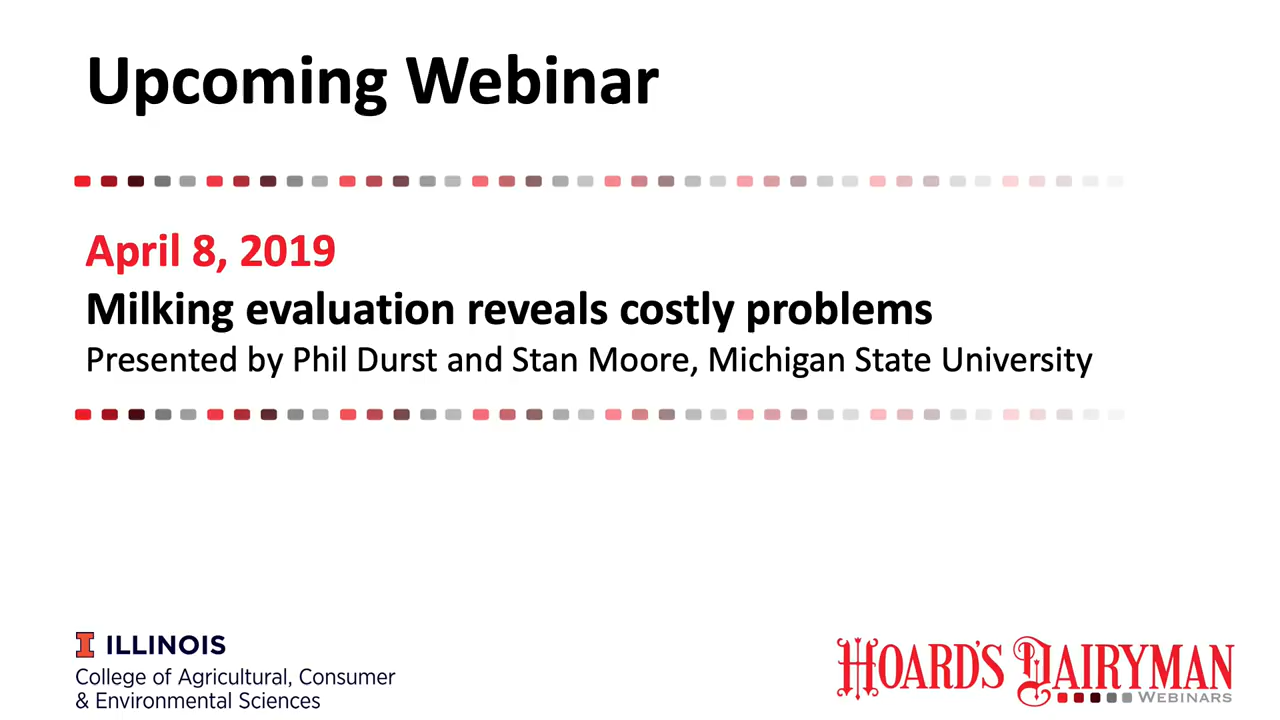 Upcoming Webinar
April 8, 2019
Milking evaluation reveals costly problems
Presented by Phil Durst and Stan Moore, Michigan State University
I ILLINOIS
College of Agricultural, Consumer
& Environmental Sciences
HOARD'S DAIRYMAN
WEBINARS